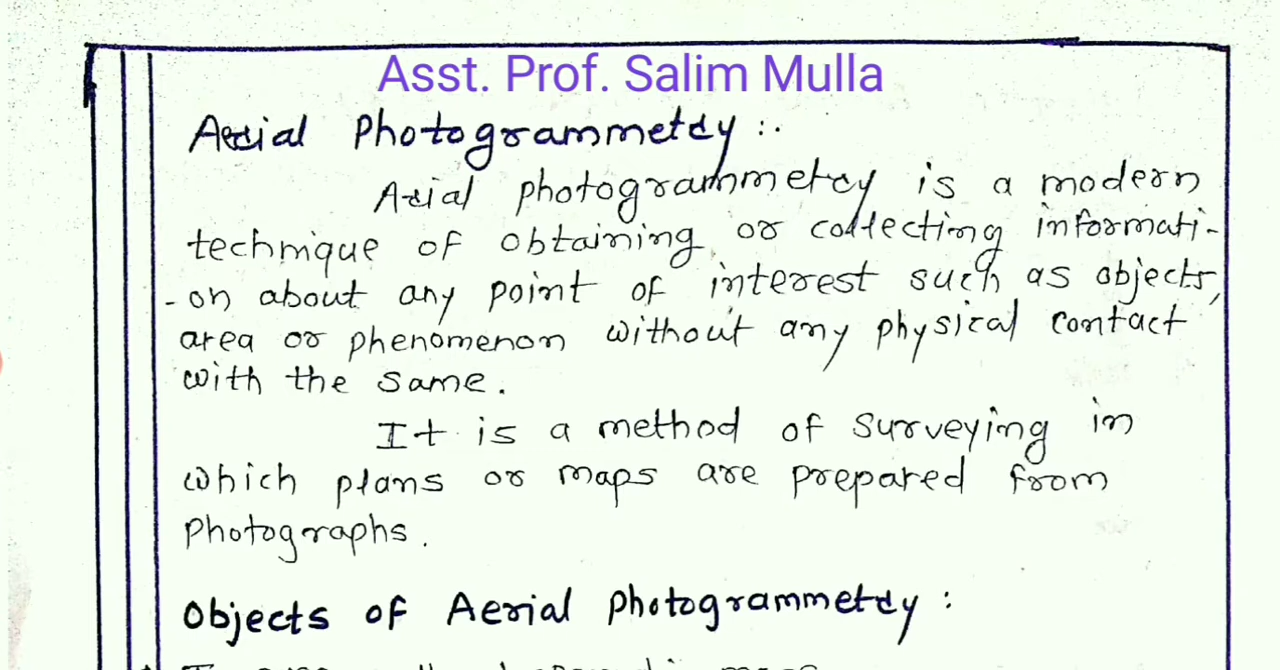 Asst. Prof. Salim Mulla
Aerial Photogrammetry :.
Arial photogrammetry is a modern
technique of obtaining or collecting informati-
-on about any point of interest such as objects,
area or phenomenon without any physical contact
with the same.
It is a method of surveying in
which plans or maps are prepared from
Photographs.
Objects of Aerial Photogrammetry :